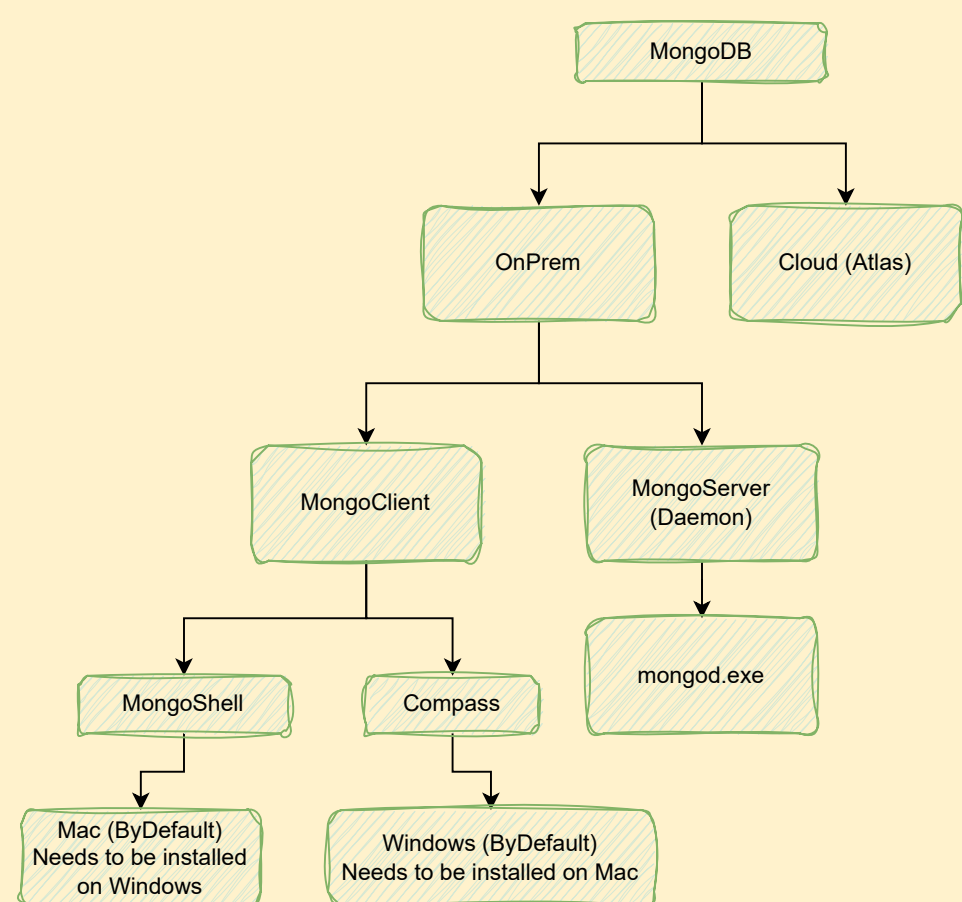 MongoDB
OnPrem
Cloud (Atlas)
MongoClient
MongoServer
(Daemon)
MongoShell
Compass
mongod.exe
Mac (ByDefault)
Needs to be installed
on Windows
Windows (ByDefault)
Needs to be installed on Mac